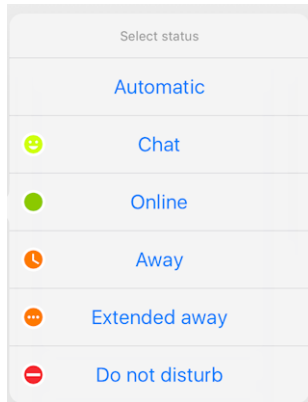 Select status
Automatic
Chat
Online
Away
Extended away
Do not disturb